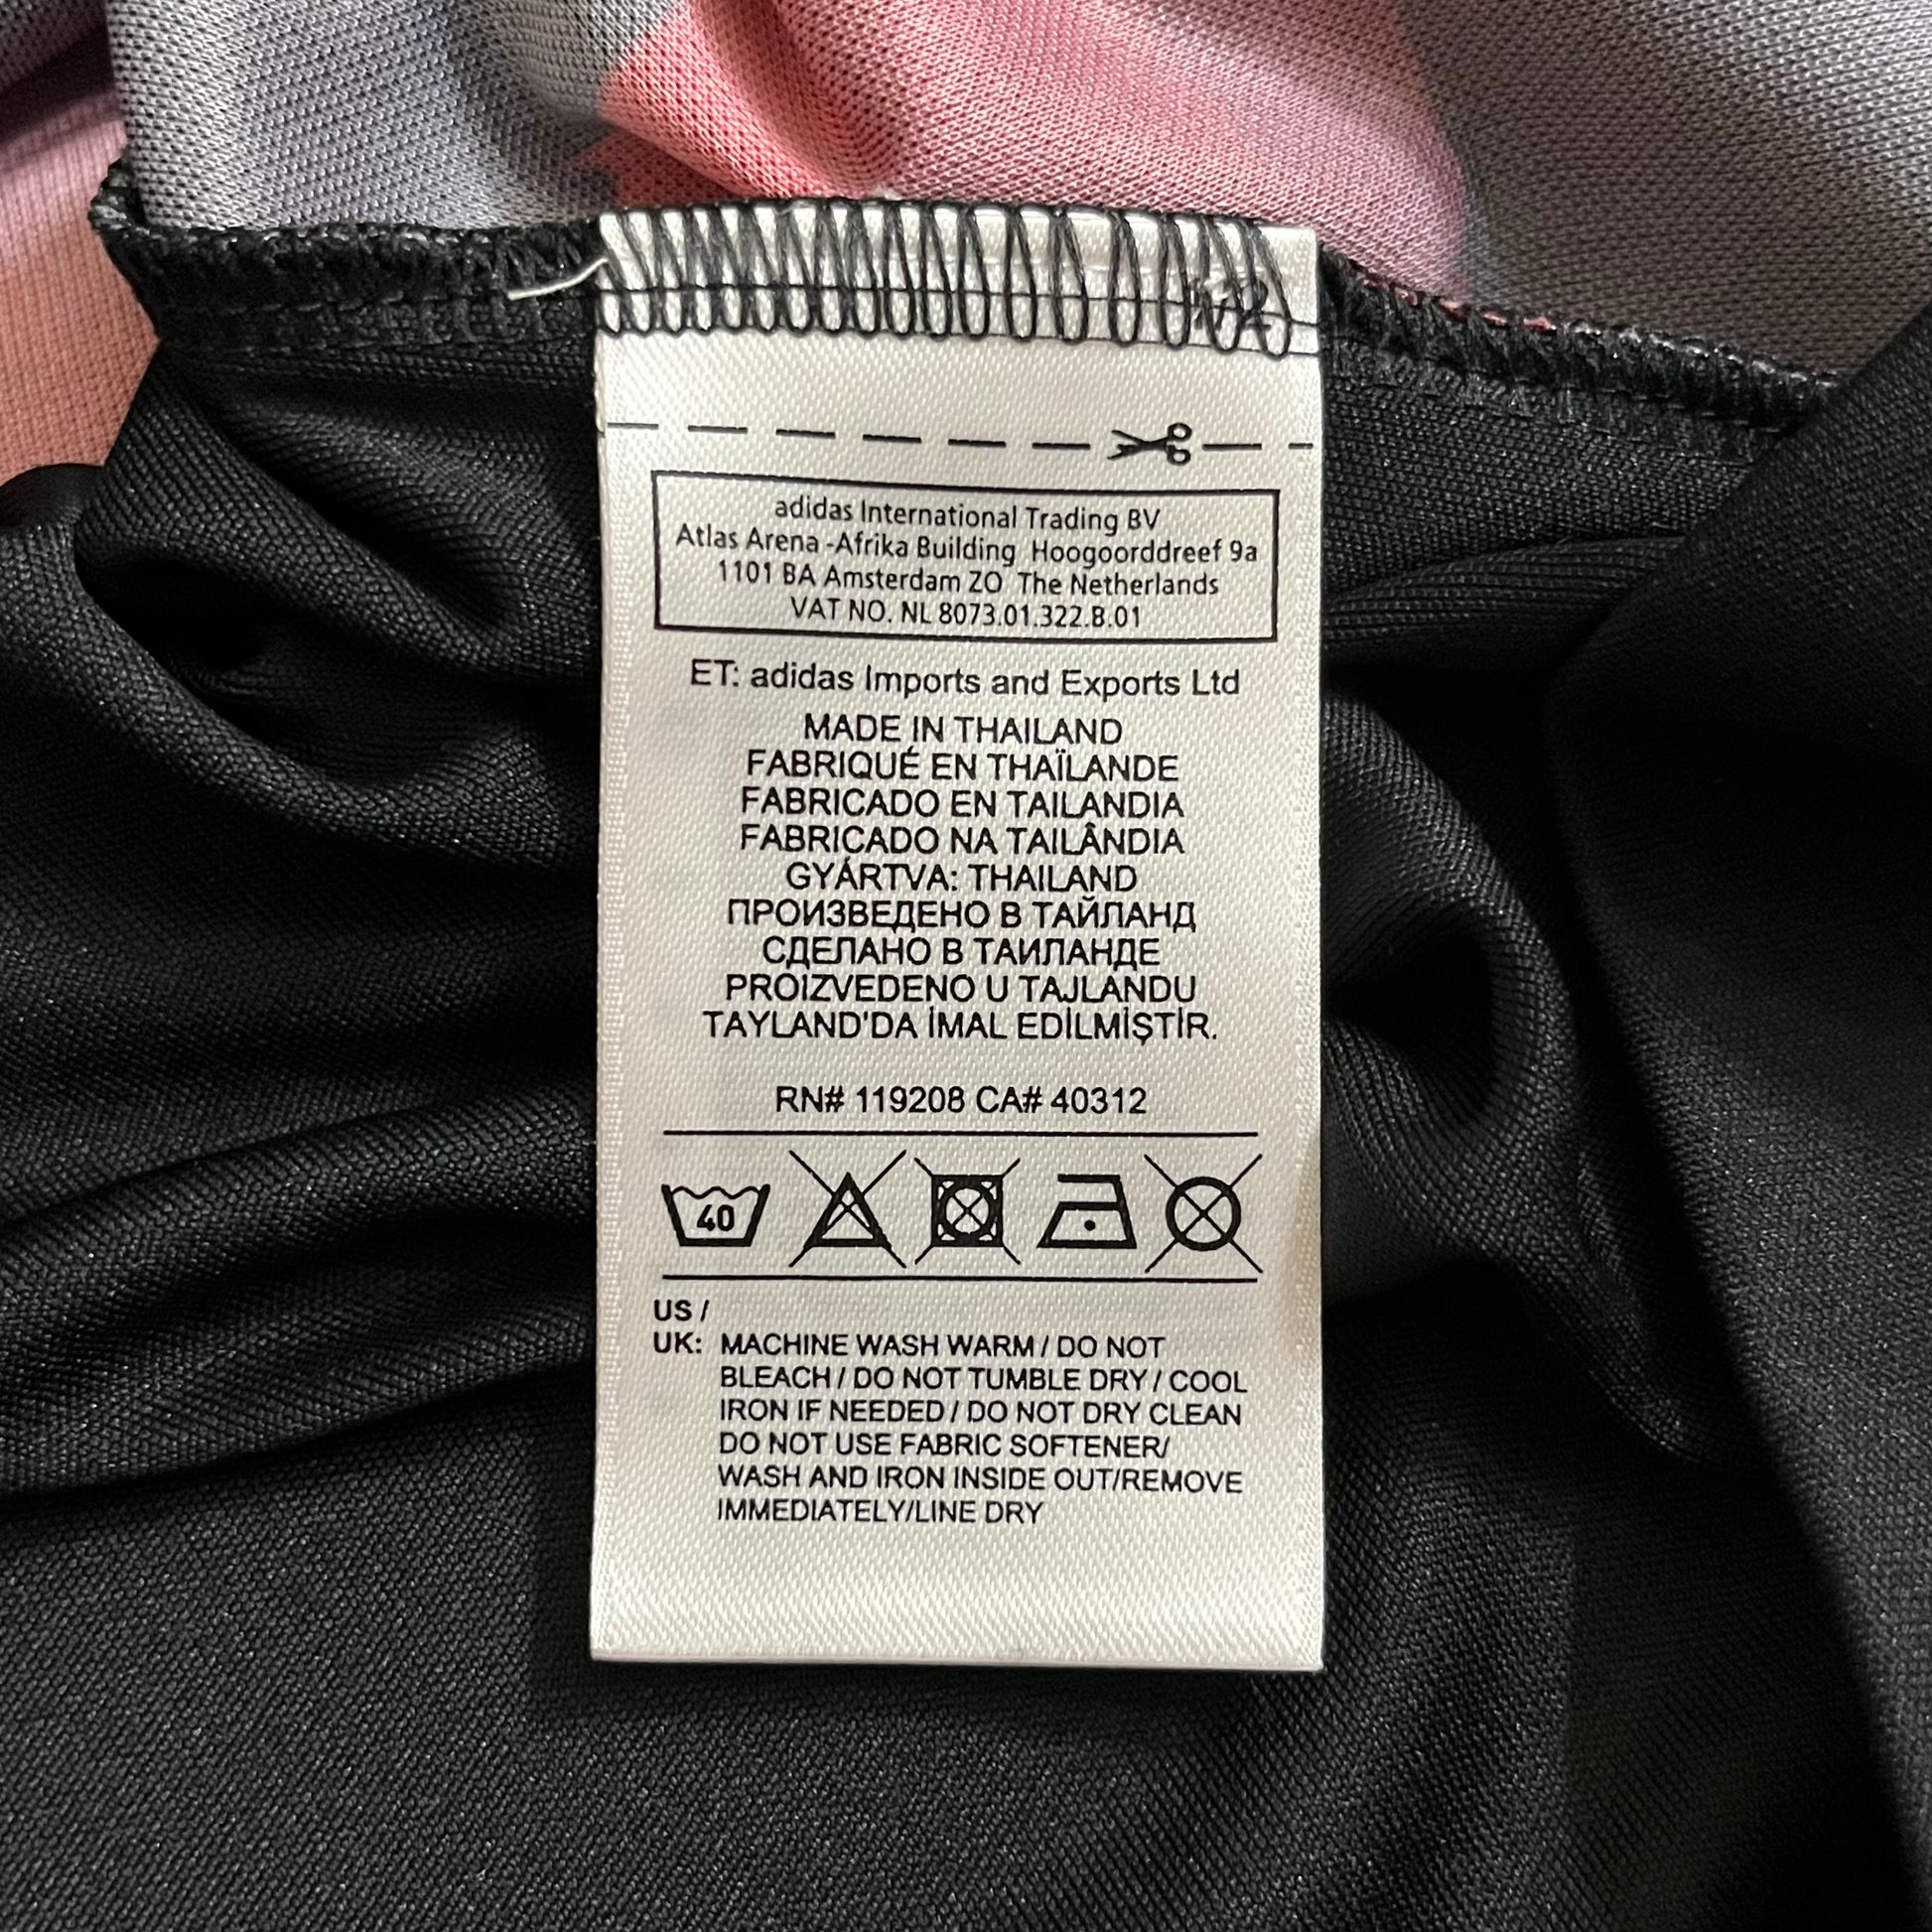 adidas International Trading BV
Atlas Arena -Afrika Building Hoogoorddreef 9a
1101 BA Amsterdam ZO The Netherlands
VAT NO. NL 8073.01.322.B.01
ET: adidas Imports and Exports Ltd
MADE IN THAILAND
FABRIQUÉ EN THAÏLANDE
FABRICADO EN TAILANDIA
FABRICADO NA TAILÂNDIA
GYÁRTVA: THAILAND
ПРОИЗВЕДЕНО В ТАЙЛАНД
СДЕЛАНО В ТАИЛАНДЕ
PROIZVEDENO U TAJLANDU
TAYLAND'DA İMAL EDİLMİŞTİR.
RN# 119208 CA# 40312
40
US /
UK: MACHINE WASH WARM / DO NOT
BLEACH / DO NOT TUMBLE DRY / COOL
IRON IF NEEDED / DO NOT DRY CLEAN
DO NOT USE FABRIC SOFTENER/
WASH AND IRON INSIDE OUT/REMOVE
IMMEDIATELY/LINE DRY